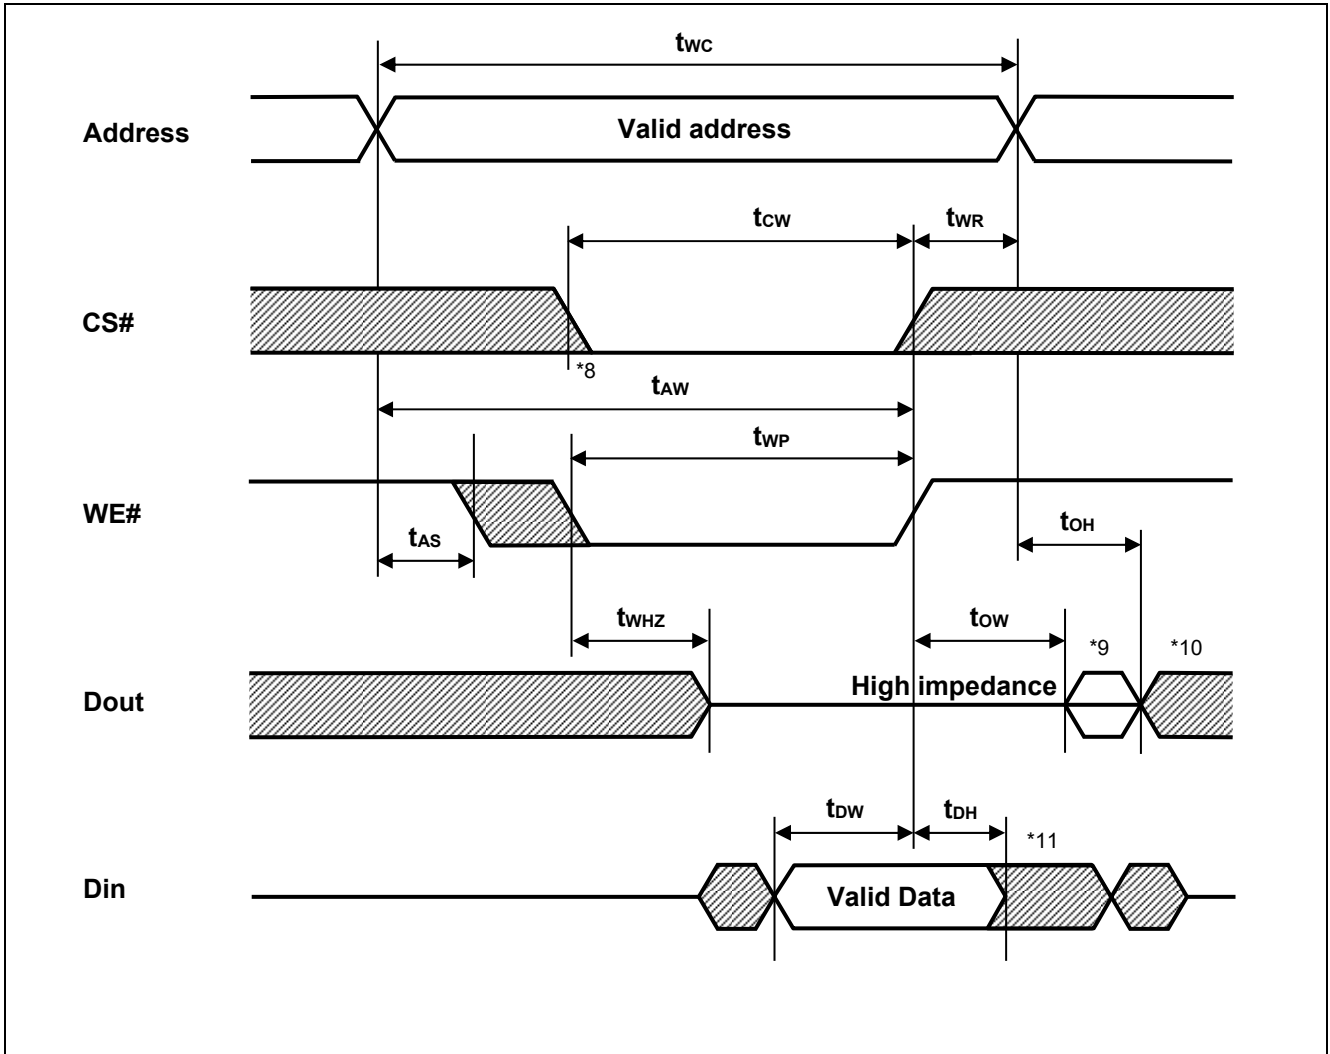 tWC
Address
Valid address
tCW
tWR
CS#
*8
tAW
tWP
WE#
tAS
tOH
tWHZ
tOW
*9
*10
Dout
High impedance
tDW
tDH
*11
Din
Valid Data